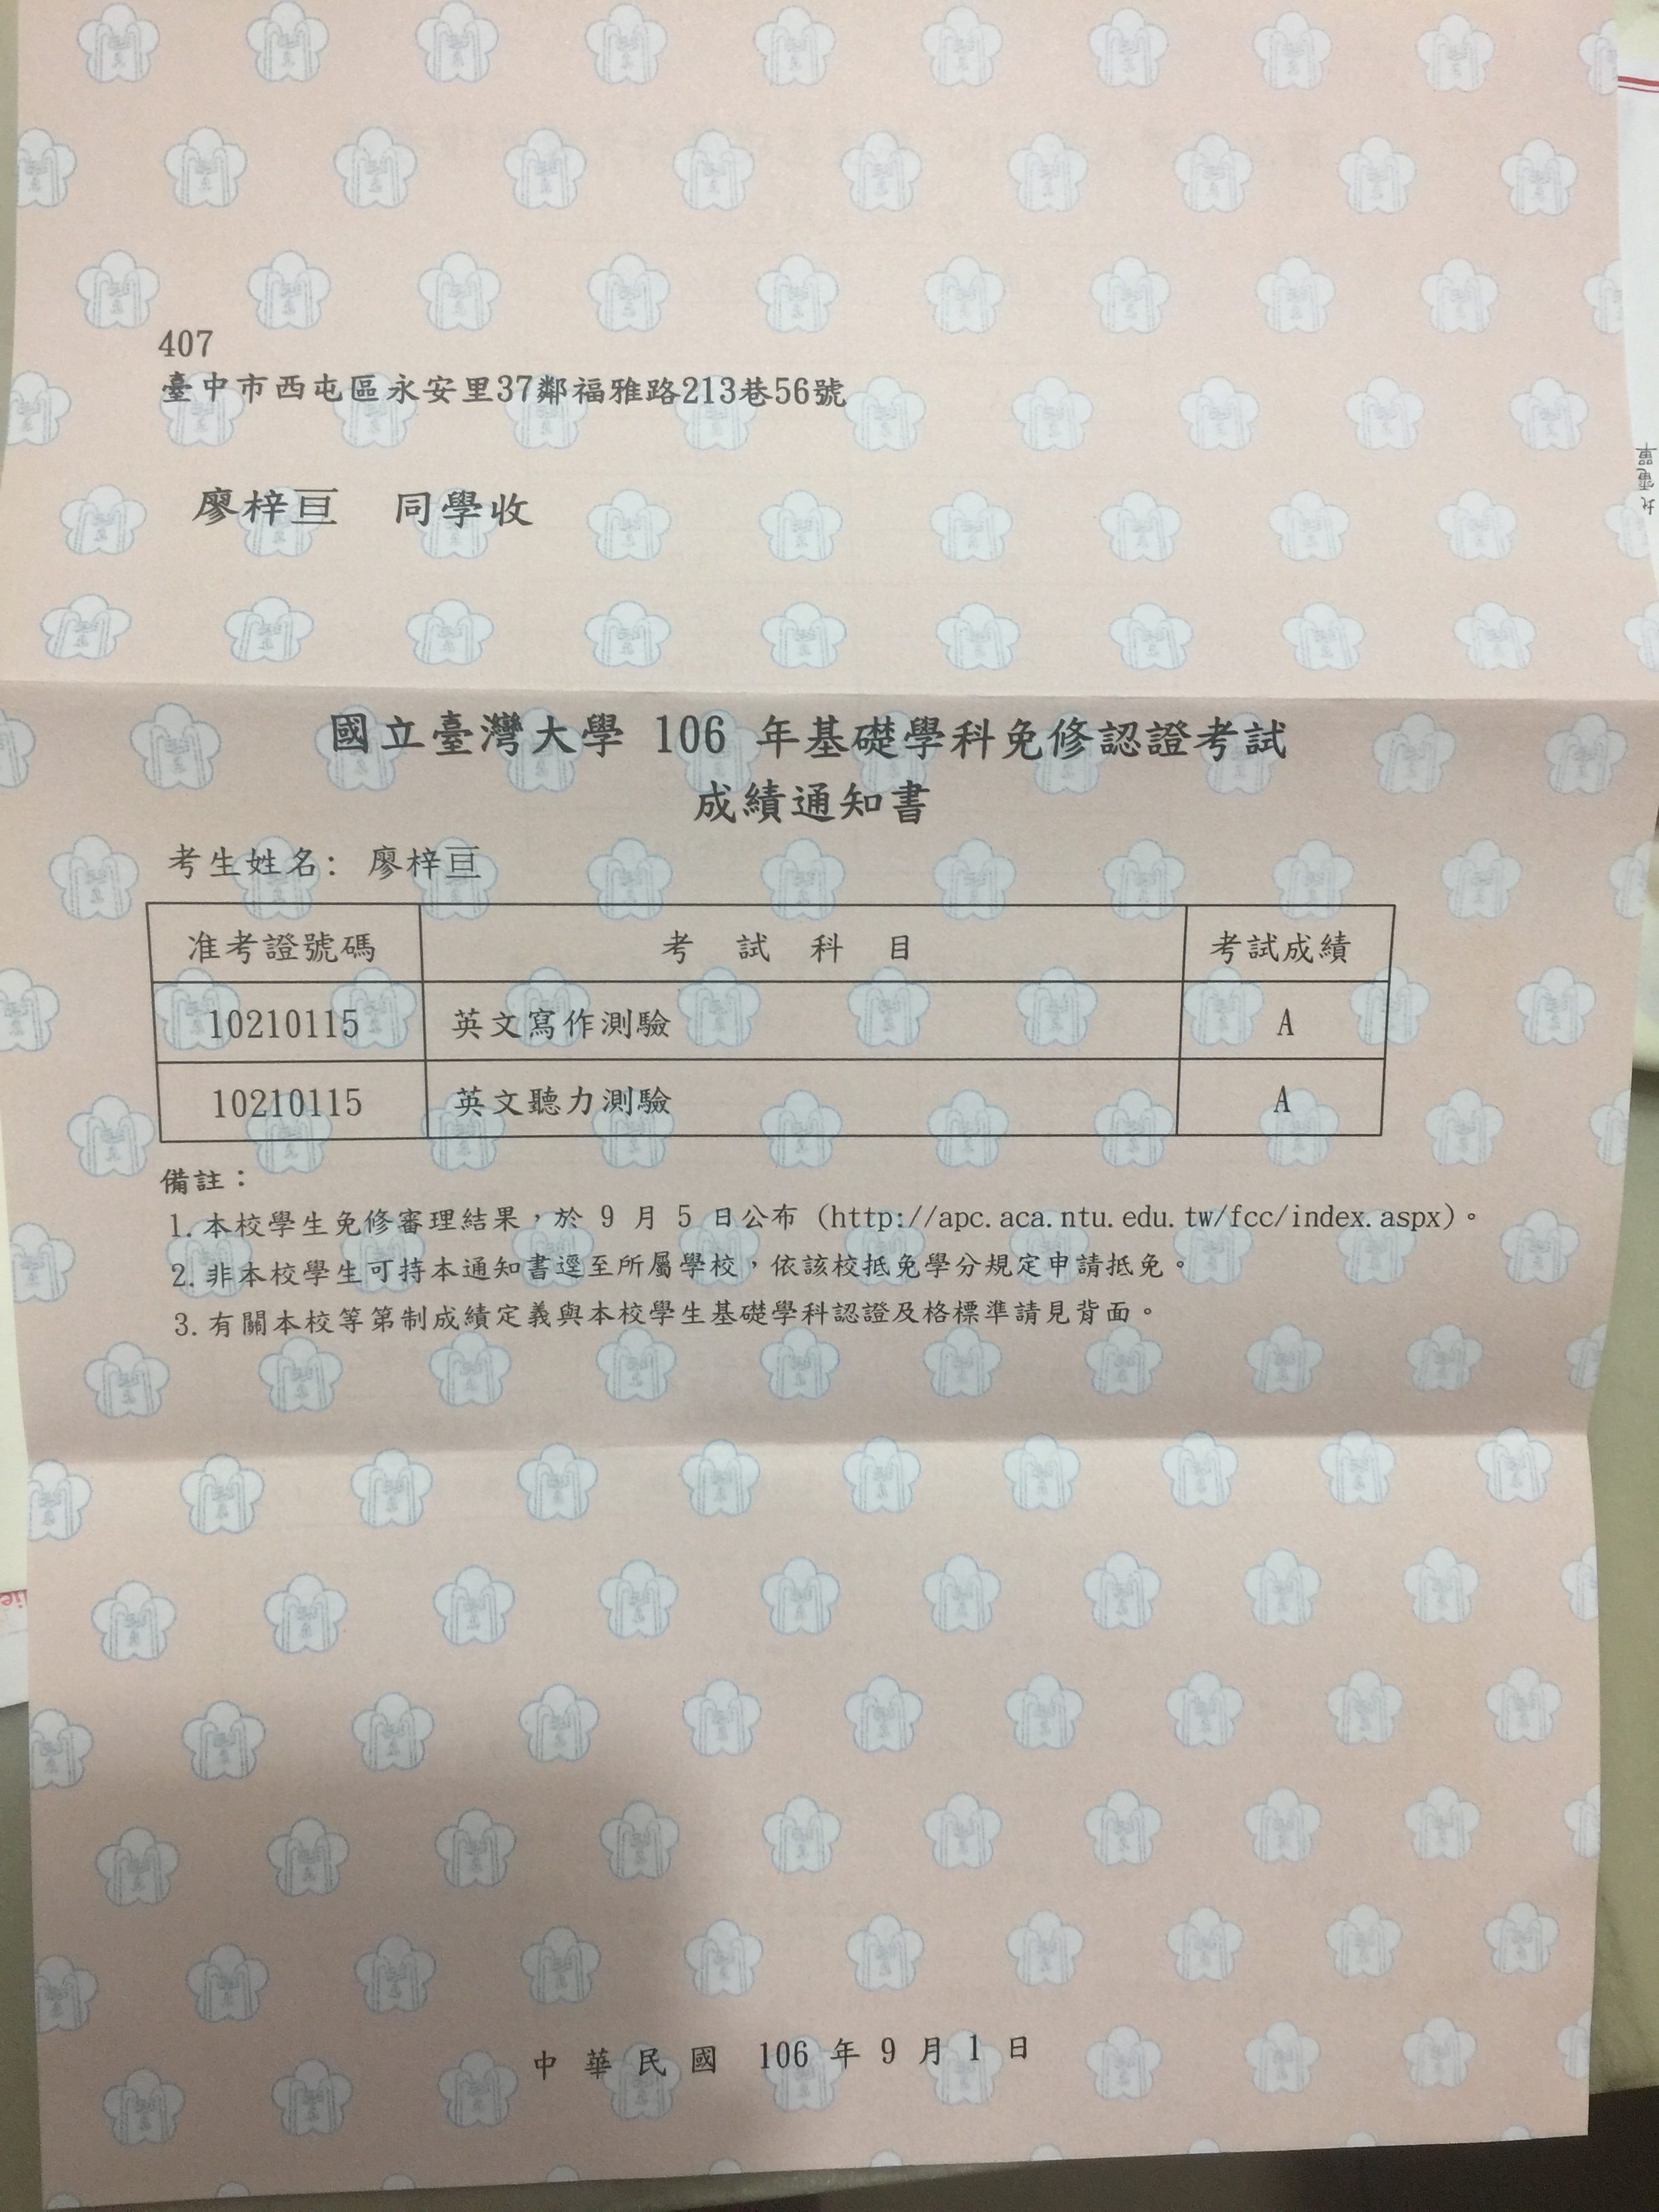 407
臺中市西屯區永安里37鄰福雅路213巷56號
廖梓亘 同學收
國立臺灣大學 106 年基礎學科免修認證考試
成績通知書
考生姓名: 廖梓亘
准考證號碼 考試科目 考試成績
10210115 英文寫作測驗 A
10210115 英文聽力測驗 A
備註：
1. 本校學生免修審理結果，於 9 月 5 日公布 (http://apc.aca.ntu.edu.tw/fcc/index.aspx)。
2. 非本校學生可持本通知書逕至所屬學校，依該校抵免學分規定申請抵免。
3. 有關本校等第制成績定義與本校學生基礎學科認證及格標準請見背面。
中華民國 106 年 9 月 1 日